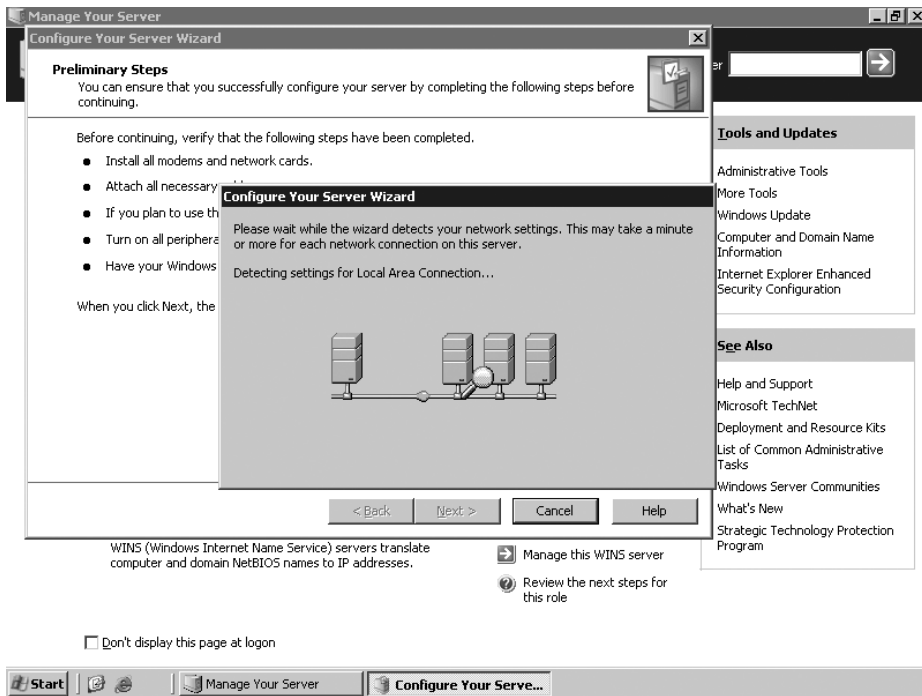 Manage Your Server
Configure Your Server Wizard
Preliminary Steps
You can ensure that you successfully configure your server by completing the following steps before
continuing.
Before continuing, verify that the following steps have been completed.
Install all modems and network cards.
Attach all necessary
If you plan to use th
Turn on all periphera
Have your Windows
When you click Next, the
Configure Your Server Wizard
Please wait while the wizard detects your network settings. This may take a minute
or more for each network connection on this server.
Detecting settings for Local Area Connection...
< Back
Next >
Cancel
Help
er
Tools and Updates
Administrative Tools
More Tools
Windows Update
Computer and Domain Name
Information
Internet Explorer Enhanced
Security Configuration
See Also
Help and Support
Microsoft TechNet
Deployment and Resource Kits
List of Common Administrative
Tasks
Windows Server Communities
What's New
Strategic Technology Protection
Program
WINS (Windows Internet Name Service) servers translate
computer and domain NetBIOS names to IP addresses.
Manage this WINS server
Review the next steps for
this role
Don't display this page at logon
Start
Manage Your Server
Configure Your Serve...